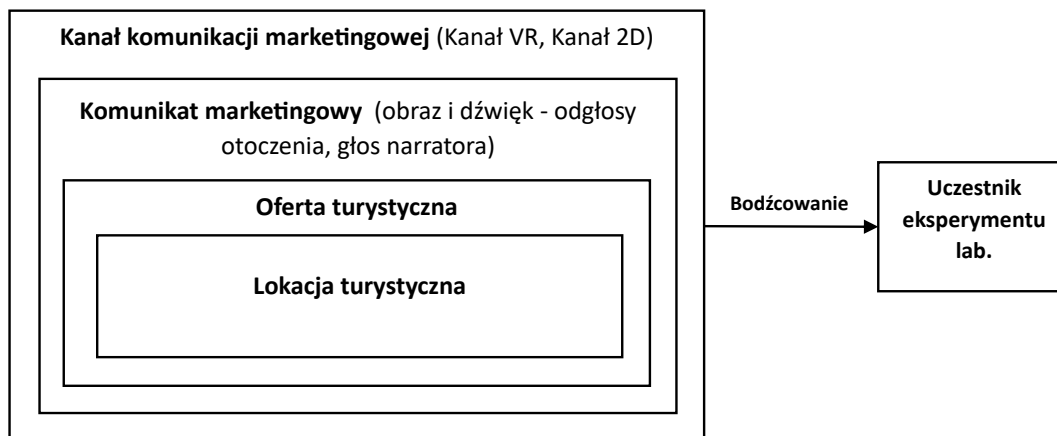 Kanał komunikacji marketingowej (Kanał VR, Kanał 2D)
Komunikat marketingowy (obraz i dźwięk - odgłosy
otoczenia, głos narratora)
Oferta turystyczna
Lokacja turystyczna
Bodźcowanie
Uczestnik
eksperymentu
lab.